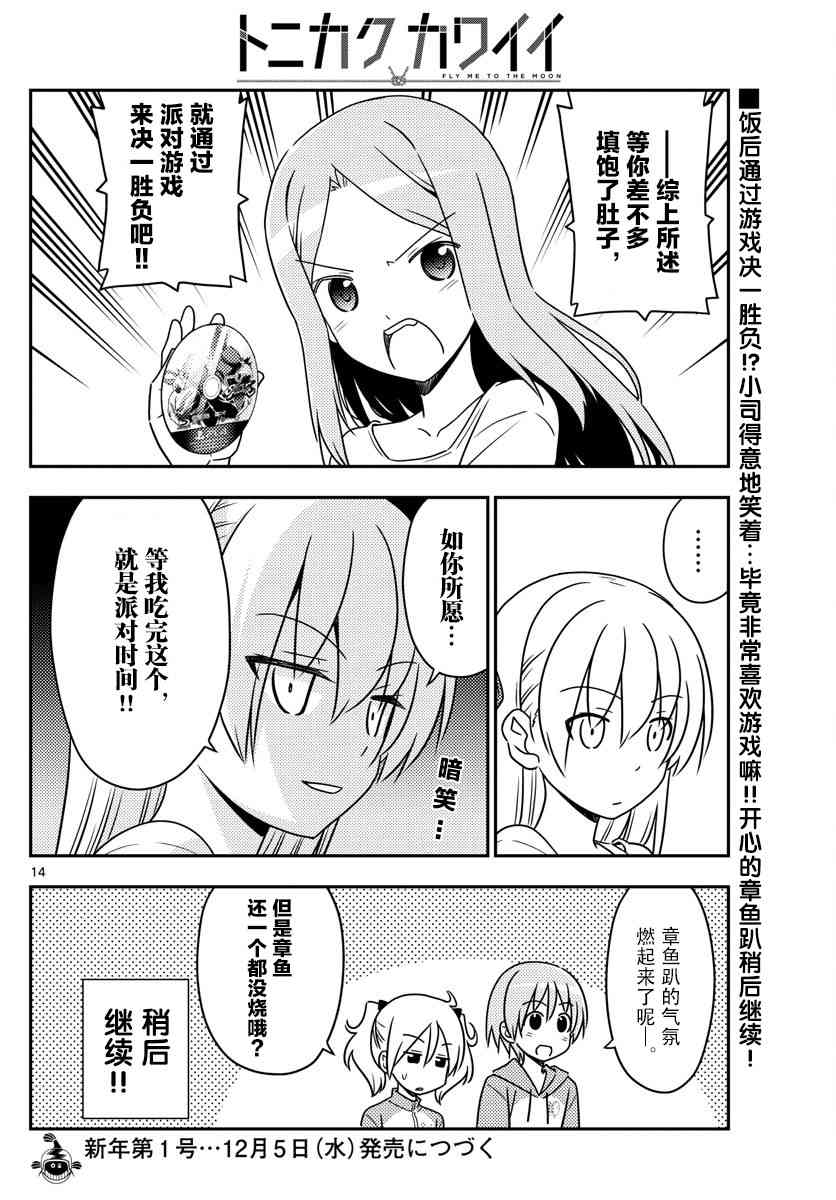 トニカクカワイイ
FLY ME TO THE MOON
——综上所述
等你差不多
填饱了肚子，
就通过
派对游戏
来决一胜负吧!!
……
如你所愿…
等我吃完这个，
就是派对时间!!
暗笑…
14
章鱼趴的气氛
燃起来了呢—。
但是章鱼
还一个都没烧哦？
稍后
继续!!
■饭后通过游戏决一胜负!?小司得意地笑着…毕竟非常喜欢游戏嘛!!开心的章鱼趴稍后继续！
新年第1号…12月5日(水)発売につづく